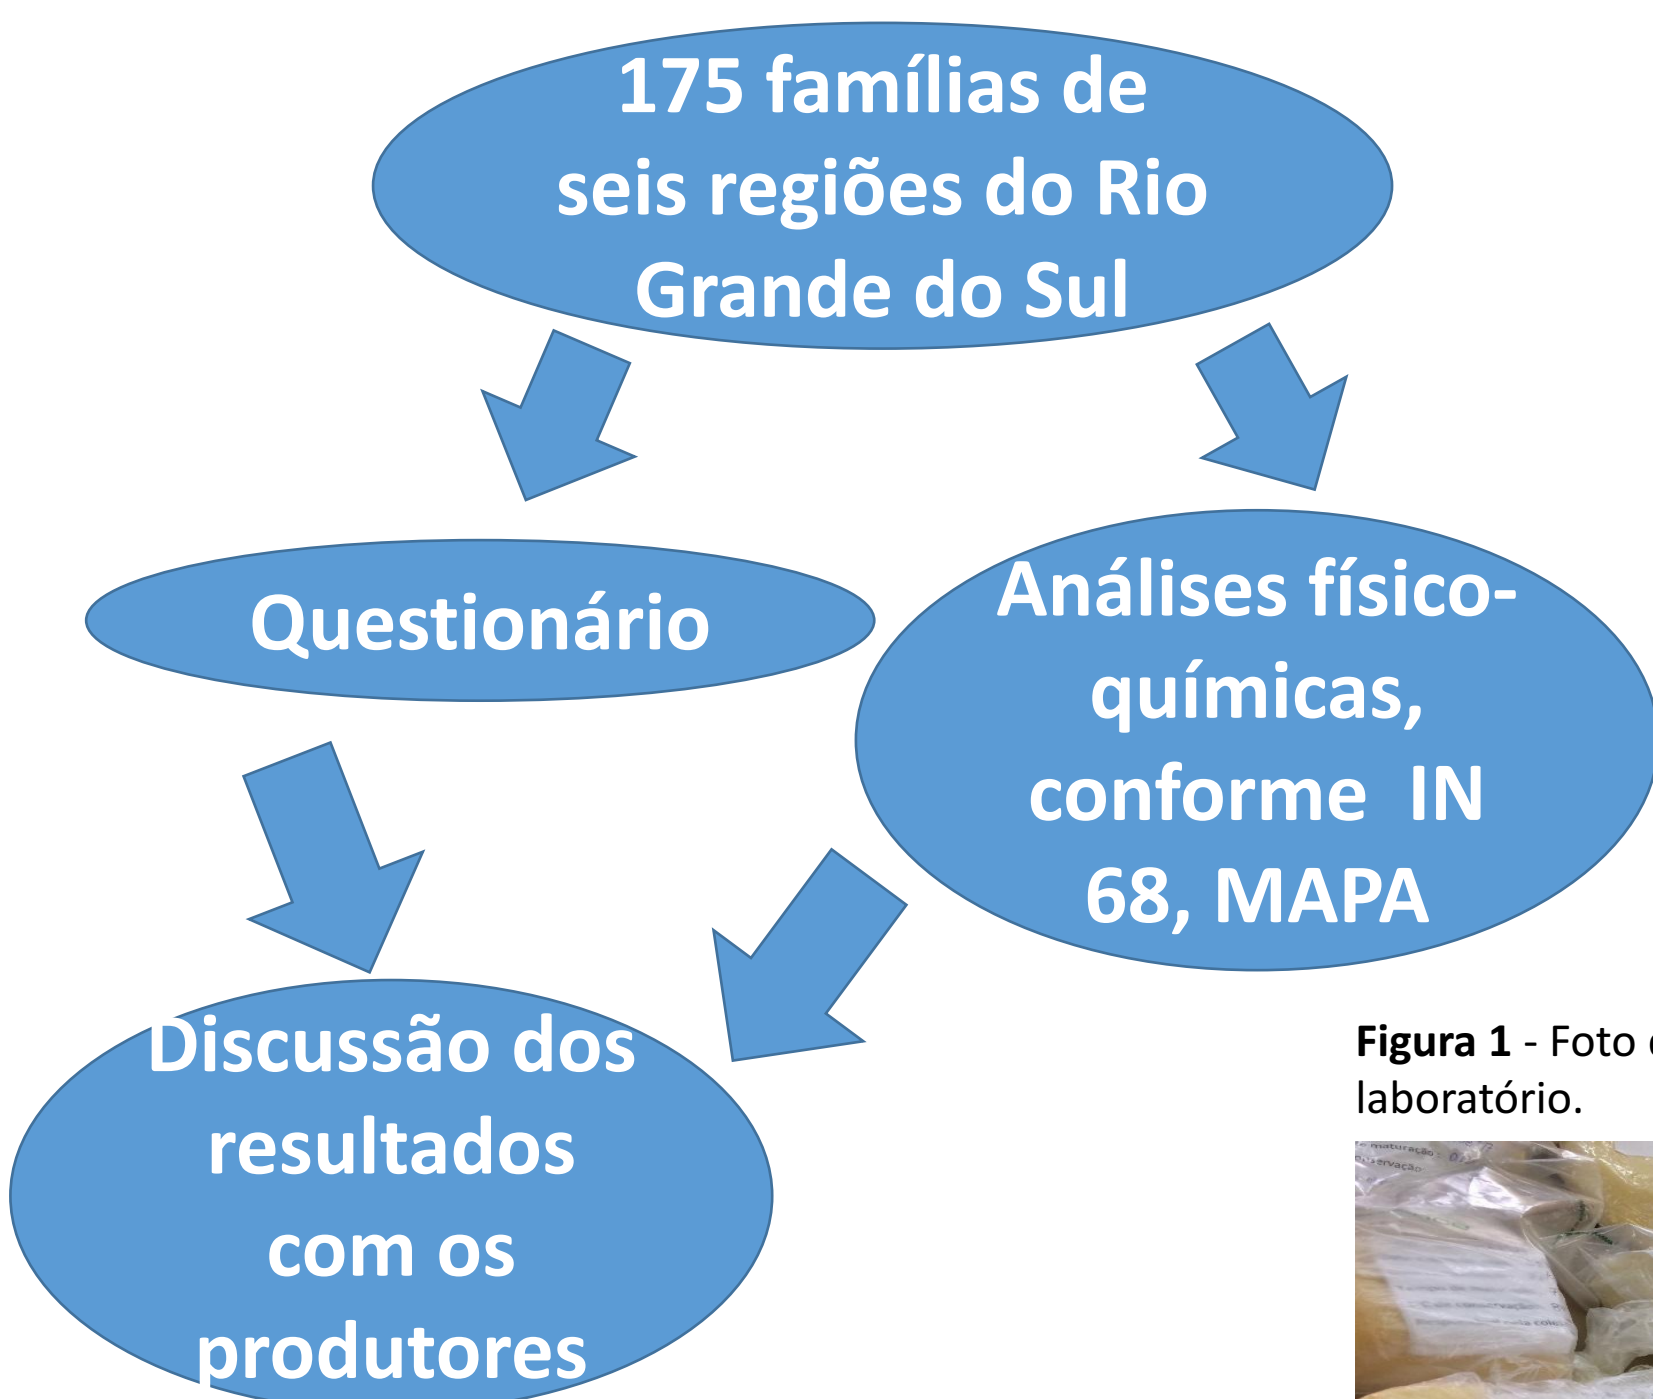 175 famílias de
seis regiões do Rio
Grande do Sul
Questionário
Análises físico-
químicas,
conforme IN
68, MAPA
Discussão dos
resultados
com os
produtores
Figura 1 - Foto
laboratório.
maturação